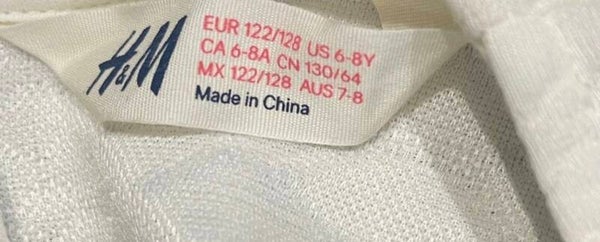 H&M
EUR 122/128 US 6-8Y
CA 6-8A CN 130/64
MX 122/128 AUS 7-8
Made in China